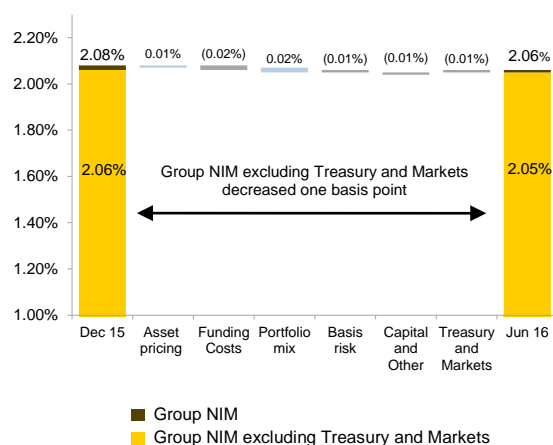 2.20%
2.00%
1.80%
1.60%
1.40%
1.20%
1.00%
2.08%
0.01%
(0.02%)
0.02%
(0.01%)
(0.01%)
(0.01%)
2.06%
2.06%
Group NIM excluding Treasury and Markets
decreased one basis point
2.05%
Dec 15
Asset
pricing
Funding
Costs
Portfolio
mix
Basis
risk
Capital
and
Other
Treasury
and
Markets
Jun 16
Group NIM
Group NIM excluding Treasury and Markets